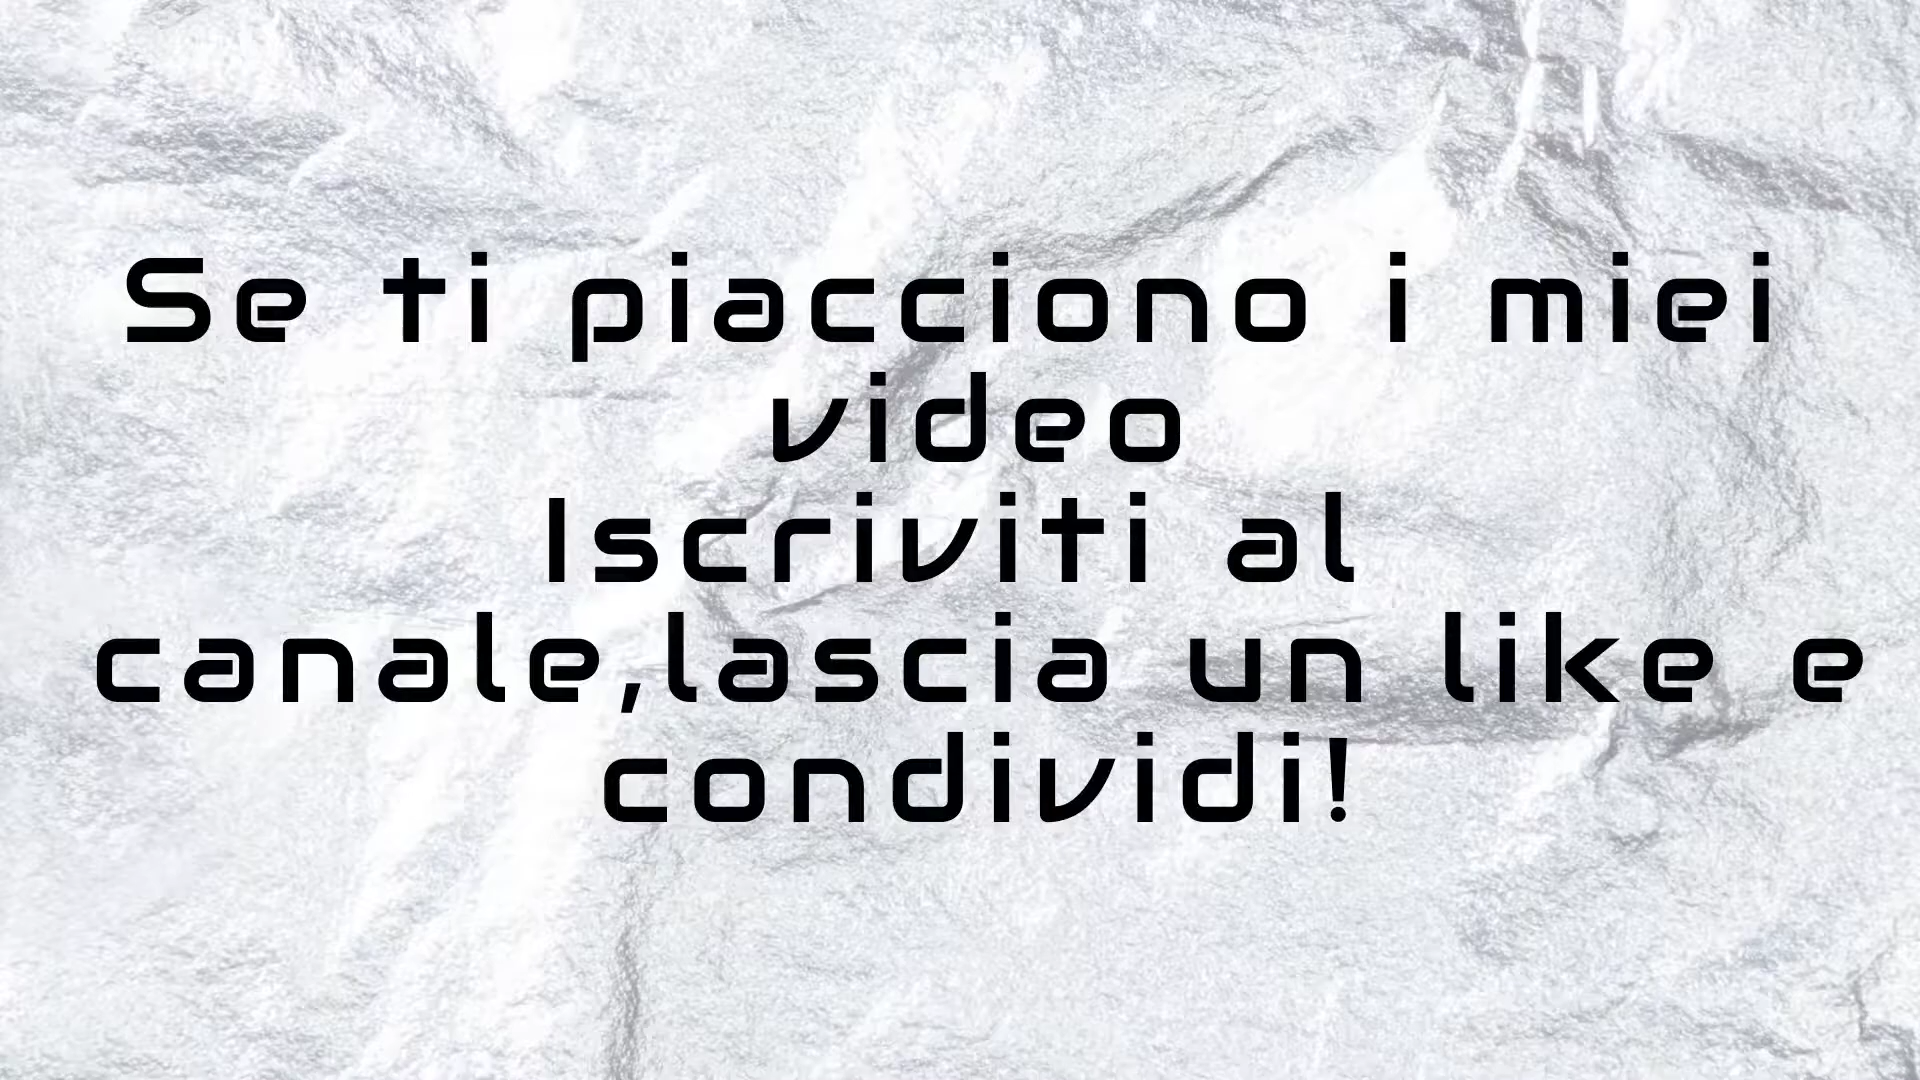 Se ti piacciono i miei
video
Iscriviti al
canale,lascia un like e
condividi!